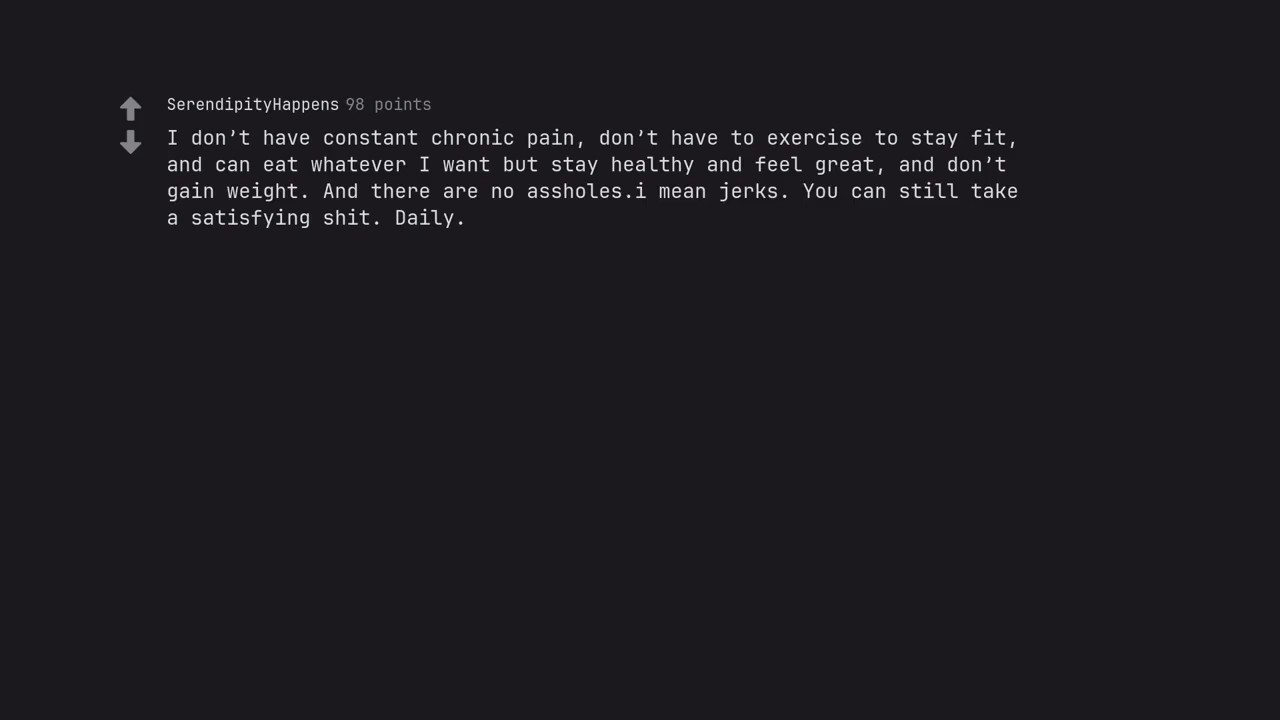 SerendipityHappens 98 points
I don’t have constant chronic pain, don’t have to exercise to stay fit,
and can eat whatever I want but stay healthy and feel great, and don’t
gain weight. And there are no assholes.i mean jerks. You can still take
a satisfying shit. Daily.